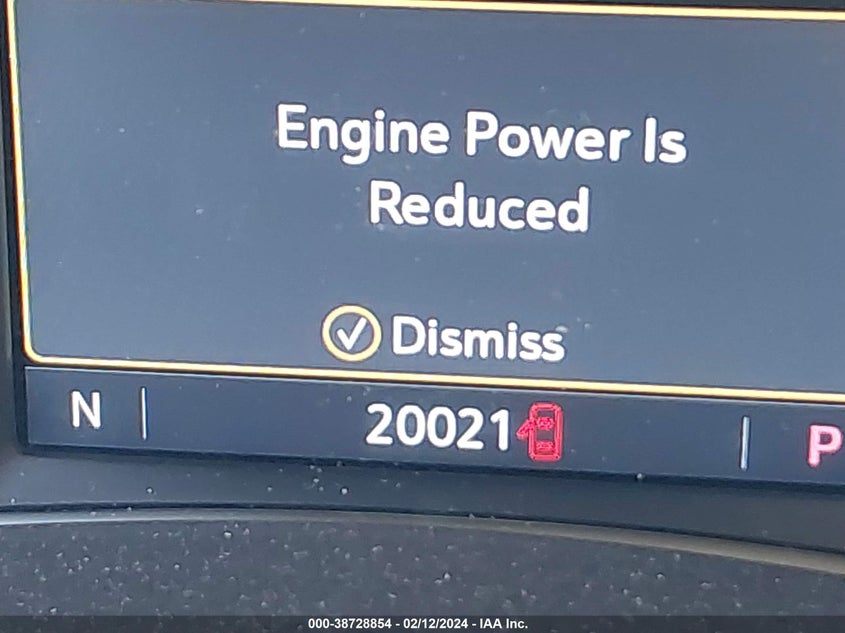 Engine Power Is
Reduced
Dismiss
N 20021 P
000-38728854 - 02/12/2024 - IAA Inc.